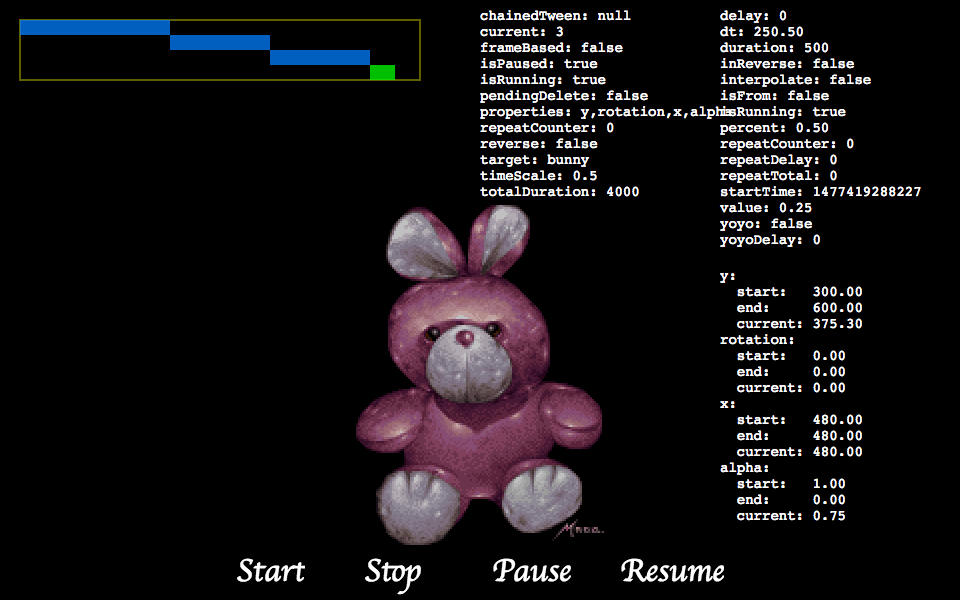 chainedTween: null
current: 3
frameBased: false
isPaused: true
isRunning: true
pendingDelete: false
properties: y,rotation,x,alpha
repeatCounter: 0
reverse: false
target: bunny
timeScale: 0.5
totalDuration: 4000
delay: 0
dt: 250.50
duration: 500
inReverse: false
interpolate: false
isFrom: false
isRunning: true
percent: 0.50
repeatCounter: 0
repeatDelay: 0
repeatTotal: 0
startTime: 1477419288227
value: 0.25
yoyo: false
yoyoDelay: 0
y:
start: 300.00
end: 600.00
current: 375.30
rotation:
start: 0.00
end: 0.00
current: 0.00
x:
start: 480.00
end: 480.00
current: 480.00
alpha:
start: 1.00
end: 0.00
current: 0.75
Start Stop Pause Resume